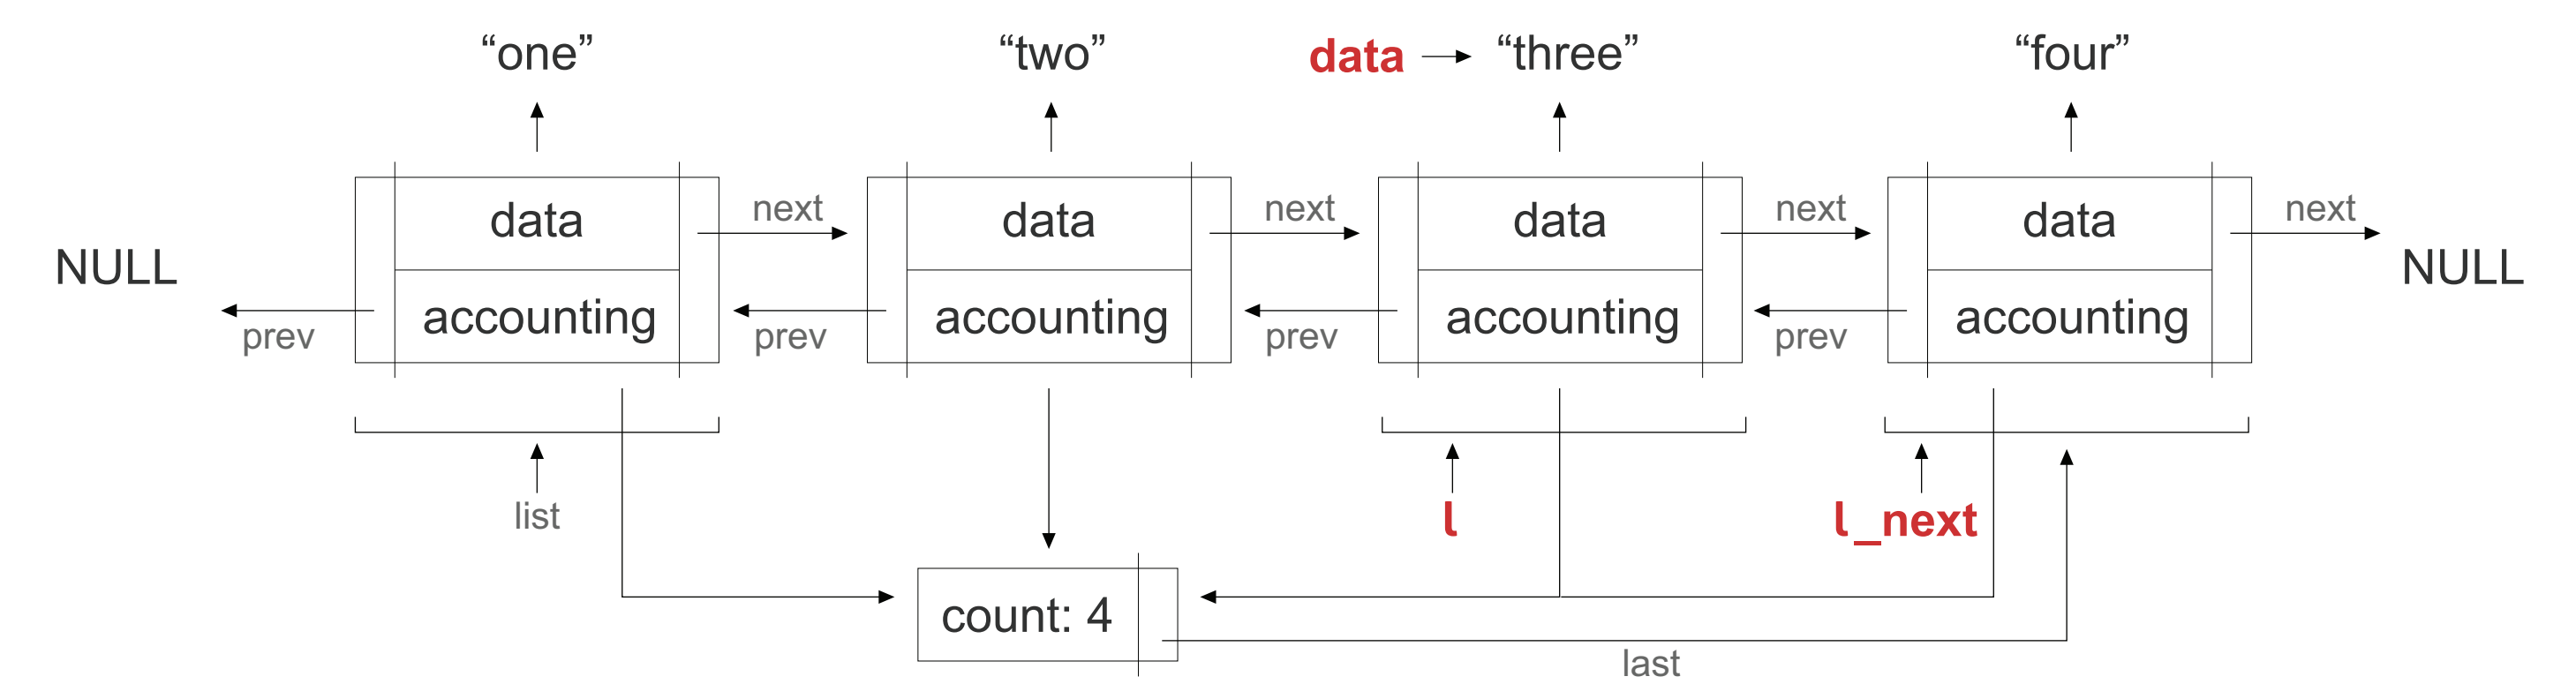 “one” “two” data “three” “four”
data next data next data next data next
NULL NULL
accounting accounting accounting accounting
prev prev prev prev
list l l_next
count: 4
last